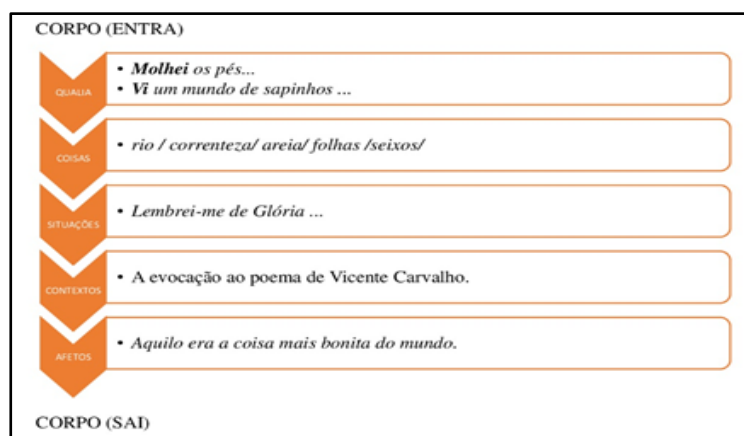 CORPO (ENTRA)
QUALIA
• Molhei os pés...
• Vi um mundo de sapinhos ...
COISAS
• rio / correnteza/ areia/ folhas /seixos/
SITUAÇÕES
• Lembrei-me de Glória ...
CONTEXTOS
• A evocação ao poema de Vicente Carvalho.
AFETOS
• Aquilo era a coisa mais bonita do mundo.
CORPO (SAI)